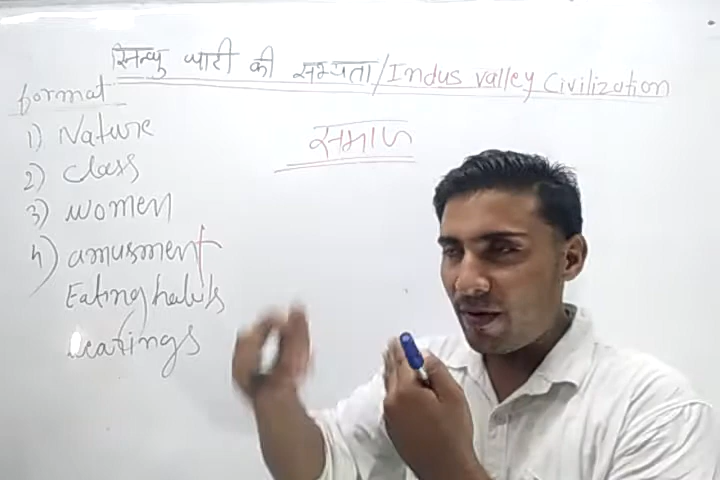 सिन्धु घाटी की सभ्यता/Indus valley Civilization
format
समाज
1) Nature
2) Class
3) women
4) amusment
Eating habits
wearings